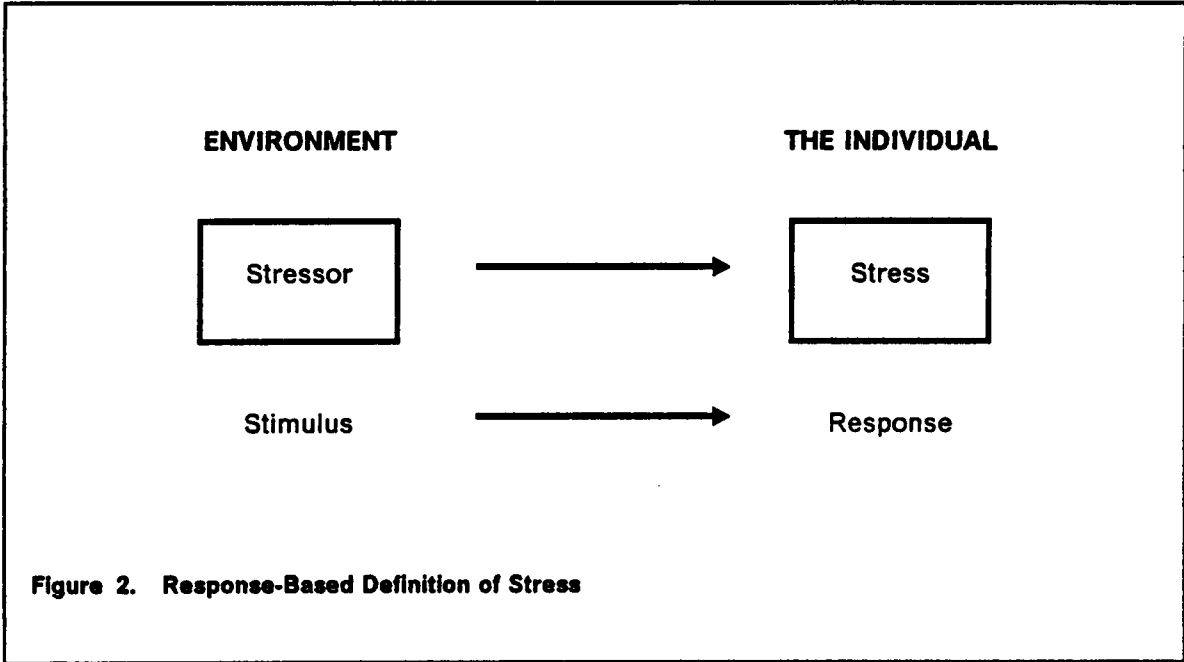 ENVIRONMENT THE INDIVIDUAL
Stressor Stress
Stimulus Response
Figure 2. Response-Based Definition of Stress